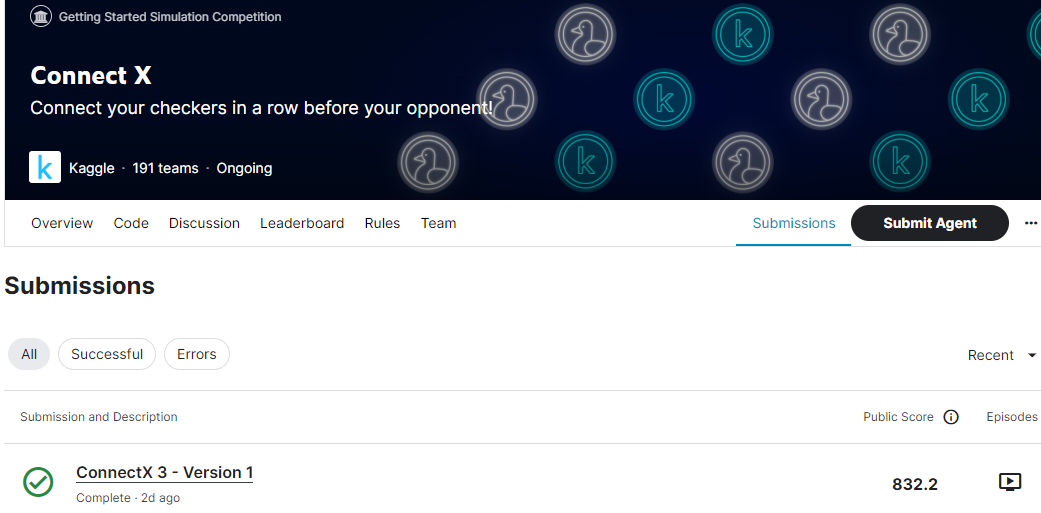 Getting Started Simulation Competition
Connect X
Connect your checkers in a row before your opponent!
k Kaggle · 191 teams · Ongoing
Overview Code Discussion Leaderboard Rules Team Submissions Submit Agent ...
Submissions
All Successful Errors Recent
Submission and Description Public Score Episodes
ConnectX 3 - Version 1
832.2
Complete · 2d ago